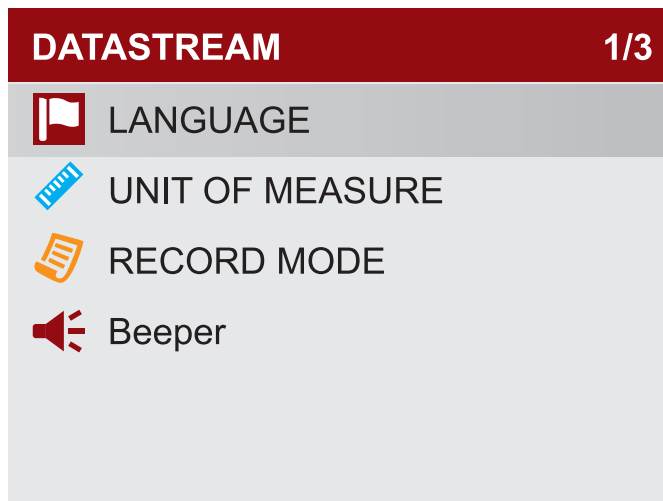 DATASTREAM 1/3
LANGUAGE
UNIT OF MEASURE
RECORD MODE
Beeper